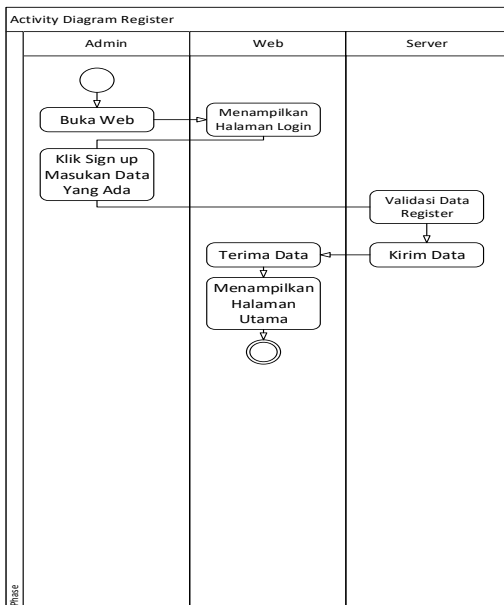 Activity Diagram Register
Admin
Web
Server
Buka Web
Menampilkan
Halaman Login
Klik Sign up
Masukan Data
Yang Ada
Validasi Data
Register
Terima Data
Kirim Data
Menampilkan
Halaman
Utama
Phase